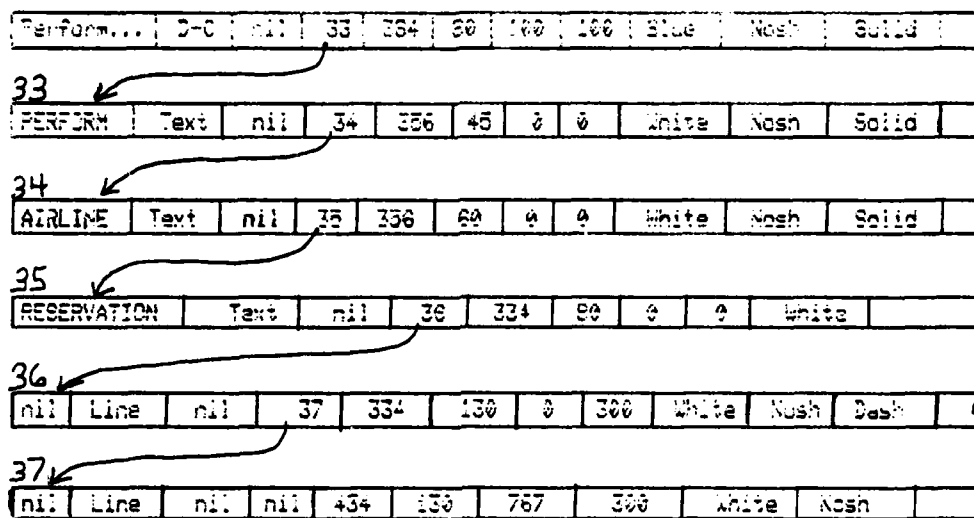 Perform... D+C nil 33 334 80 100 100 Blue Nosh Solid
33
PERFORM Text nil 34 356 45 0 0 White Nosh Solid
34
AIRLINE Text nil 35 356 60 0 0 White Nosh Solid
35
RESERVATION Text nil 36 334 80 0 0 White
36
nil Line nil 37 334 130 0 300 White Nosh Dash
37
nil Line nil nil 434 130 767 300 White Nosh